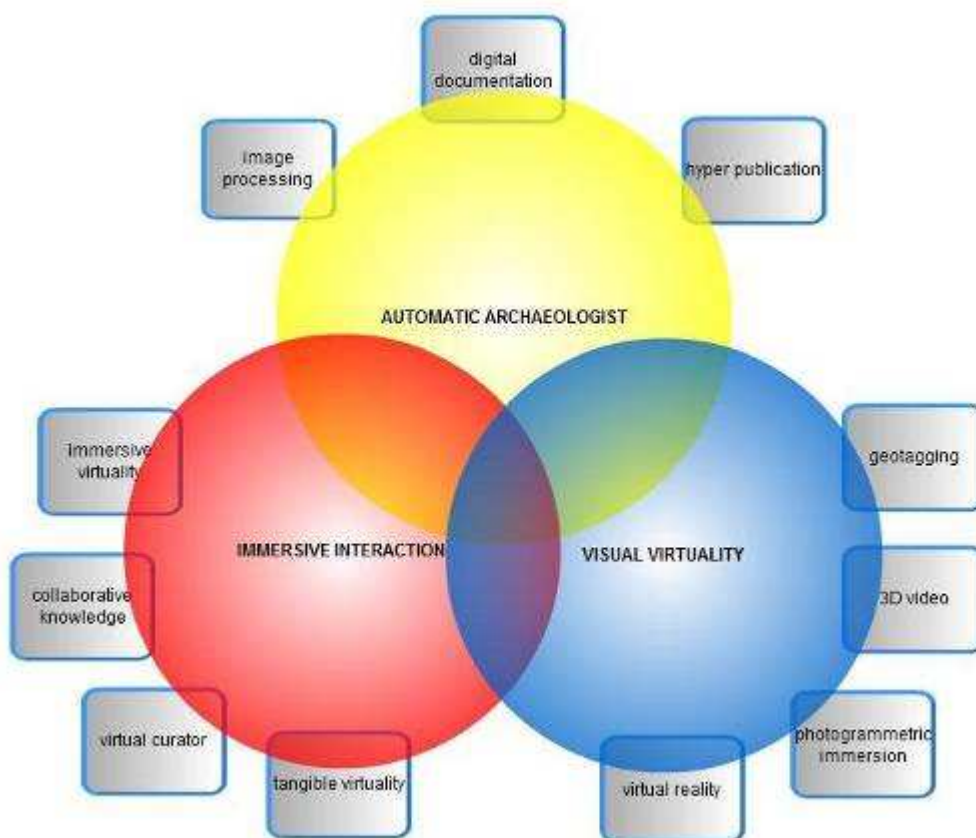 digital
documentation
image
processing
hyper publication
AUTOMATIC ARCHAEOLOGIST
immersive
virtuality
geotagging
IMMERSIVE INTERACTION
VISUAL VIRTUALITY
collaborative
knowledge
3D video
virtual curator
photogrammetric
immersion
tangible virtuality
virtual reality